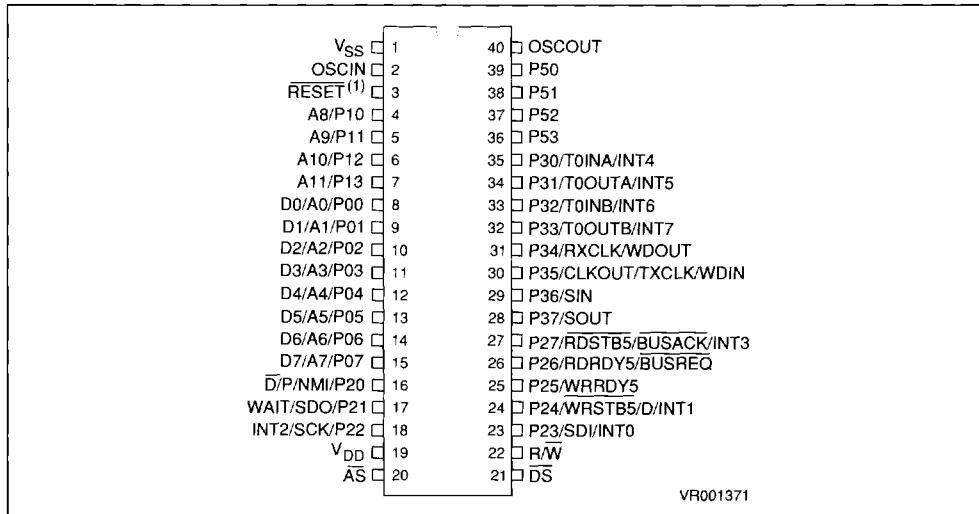 VSS 1 40 OSCOUT
OSCIN 2 39 P50
RESET(1) 3 38 P51
A8/P10 4 37 P52
A9/P11 5 36 P53
A10/P12 6 35 P30/T0INA/INT4
A11/P13 7 34 P31/T0OUTA/INT5
D0/A0/P00 8 33 P32/T0INB/INT6
D1/A1/P01 9 32 P33/T0OUTB/INT7
D2/A2/P02 10 31 P34/RXCLK/WDOUT
D3/A3/P03 11 30 P35/CLKOUT/TXCLK/WDIN
D4/A4/P04 12 29 P36/SIN
D5/A5/P05 13 28 P37/SOUT
D6/A6/P06 14 27 P27/RDSTB5/BUSACK/INT3
D7/A7/P07 15 26 P26/RDRDY5/BUSREQ
D/P/NMI/P20 16 25 P25/WRRDY5
WAIT/SDO/P21 17 24 P24/WRSTB5/D/INT1
INT2/SCK/P22 18 23 P23/SDI/INT0
VDD 19 22 R/W
AS 20 21 DS
VR001371